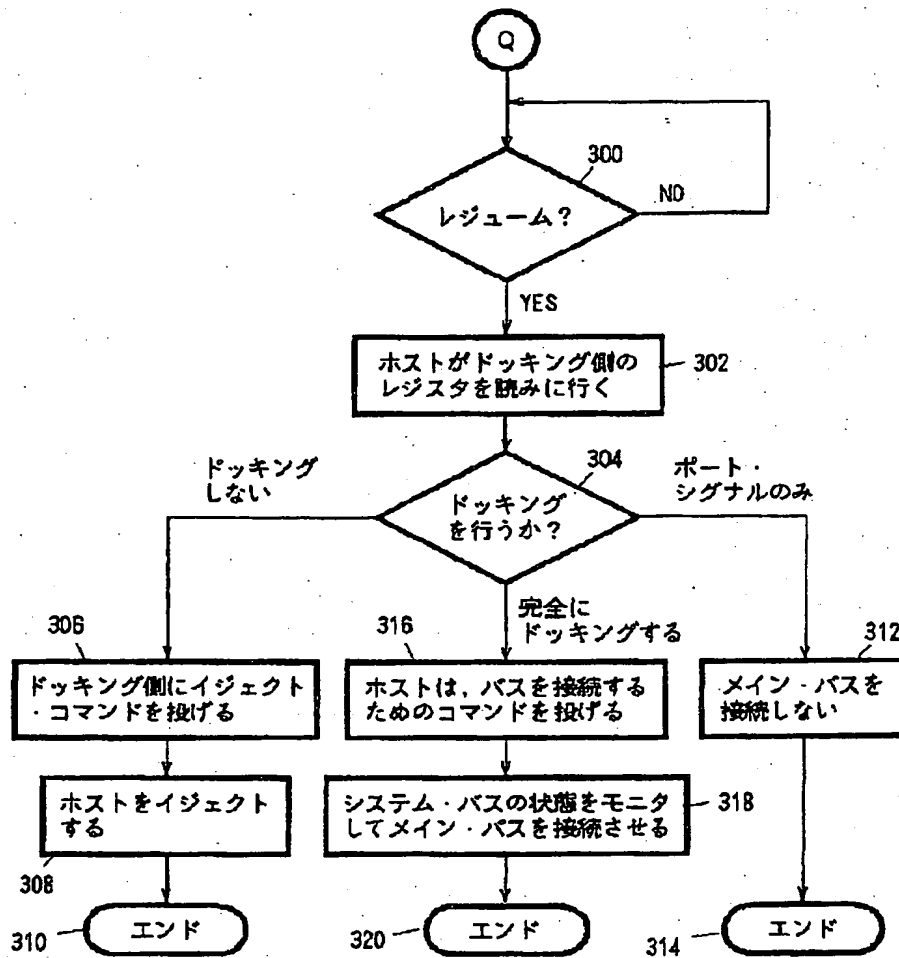 Q
300
レジューム?
NO
YES
ホストがドッキング側の
レジスタを読みに行く
302
ドッキング
しない
304
ポート・
シグナルのみ
ドッキング
を行うか?
完全に
ドッキングする
306
316
312
ドッキング側にイジェクト
・コマンドを投げる
ホストは,バスを接続する
ためのコマンドを投げる
メイン・バスを
接続しない
ホストをイジェクト
する
308
システム・バスの状態をモニタ
してメイン・バスを接続させる
318
310
エンド
320
エンド
314
エンド